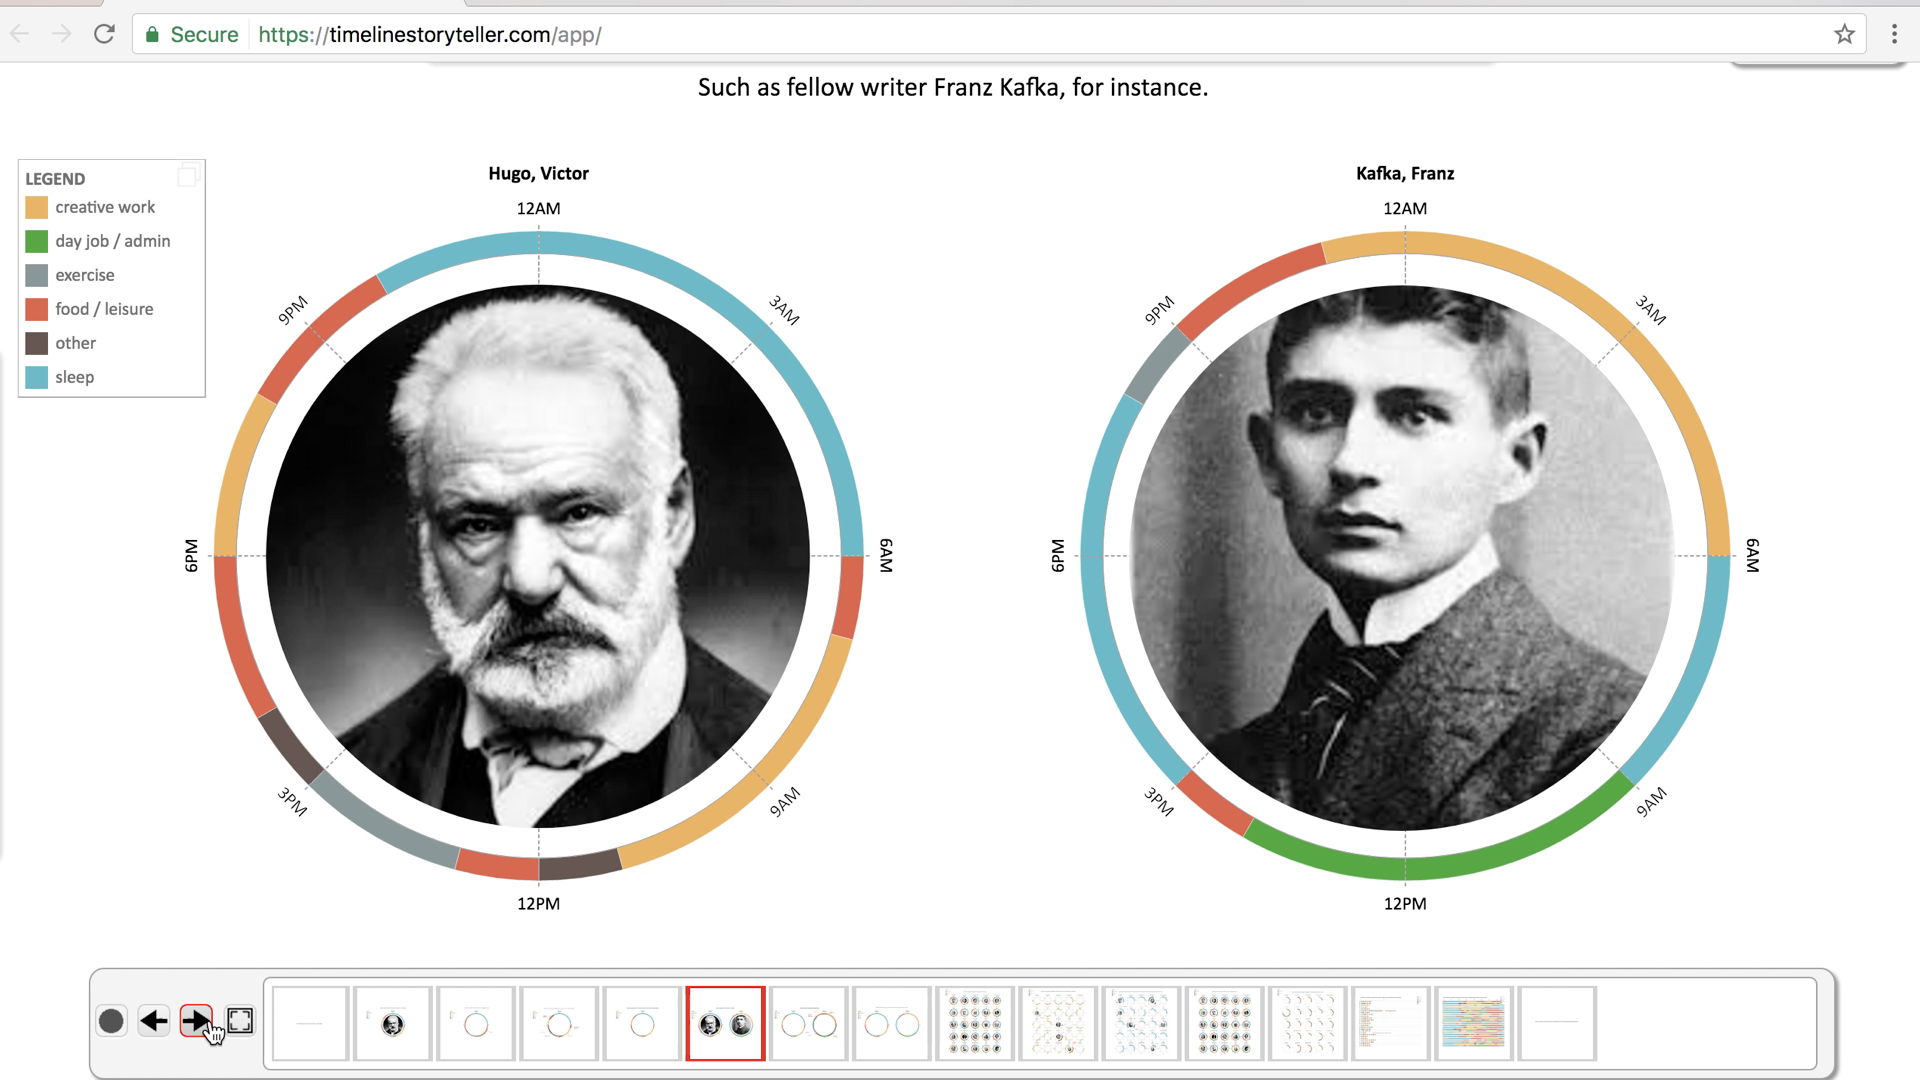 Secure https://timelinestoryteller.com/app/
Such as fellow writer Franz Kafka, for instance.
LEGEND
creative work
day job / admin
exercise
food / leisure
other
sleep
Hugo, Victor
12AM
3AM
6AM
9AM
12PM
3PM
6PM
9PM
Kafka, Franz
12AM
3AM
6AM
9AM
12PM
3PM
6PM
9PM